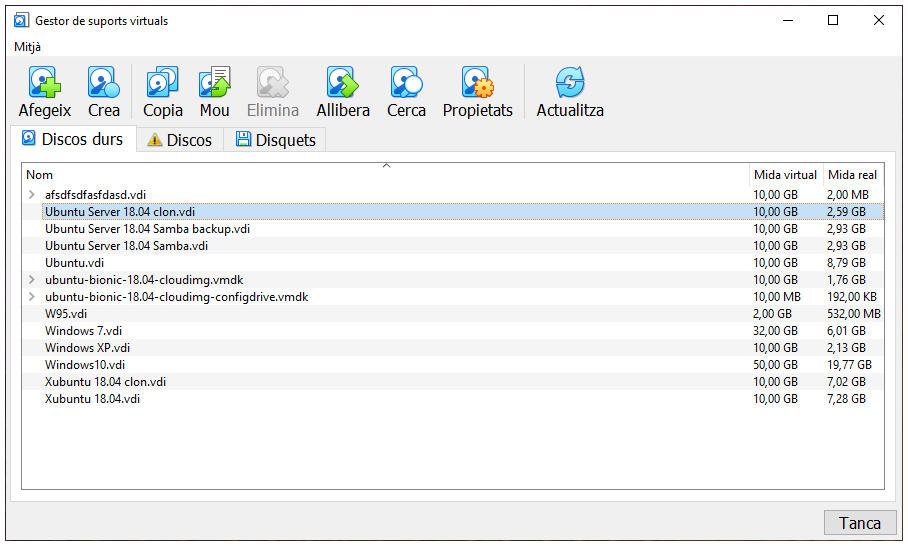 Gestor de suports virtuals
Mitjà
Afegeix Crea Copia Mou Elimina Allibera Cerca Propietats Actualitza
Discos durs Discos Disquets
Nom Mida virtual Mida real
afsdfsdfasfdasd.vdi 10,00 GB 2,00 MB
Ubuntu Server 18.04 clon.vdi 10,00 GB 2,59 GB
Ubuntu Server 18.04 Samba backup.vdi 10,00 GB 2,93 GB
Ubuntu Server 18.04 Samba.vdi 10,00 GB 2,93 GB
Ubuntu.vdi 10,00 GB 8,79 GB
ubuntu-bionic-18.04-cloudimg.vmdk 10,00 GB 1,76 GB
ubuntu-bionic-18.04-cloudimg-configdrive.vmdk 10,00 MB 192,00 KB
W95.vdi 2,00 GB 532,00 MB
Windows 7.vdi 32,00 GB 6,01 GB
Windows XP.vdi 10,00 GB 2,13 GB
Windows10.vdi 50,00 GB 19,77 GB
Xubuntu 18.04 clon.vdi 10,00 GB 7,02 GB
Xubuntu 18.04.vdi 10,00 GB 7,28 GB
Tanca